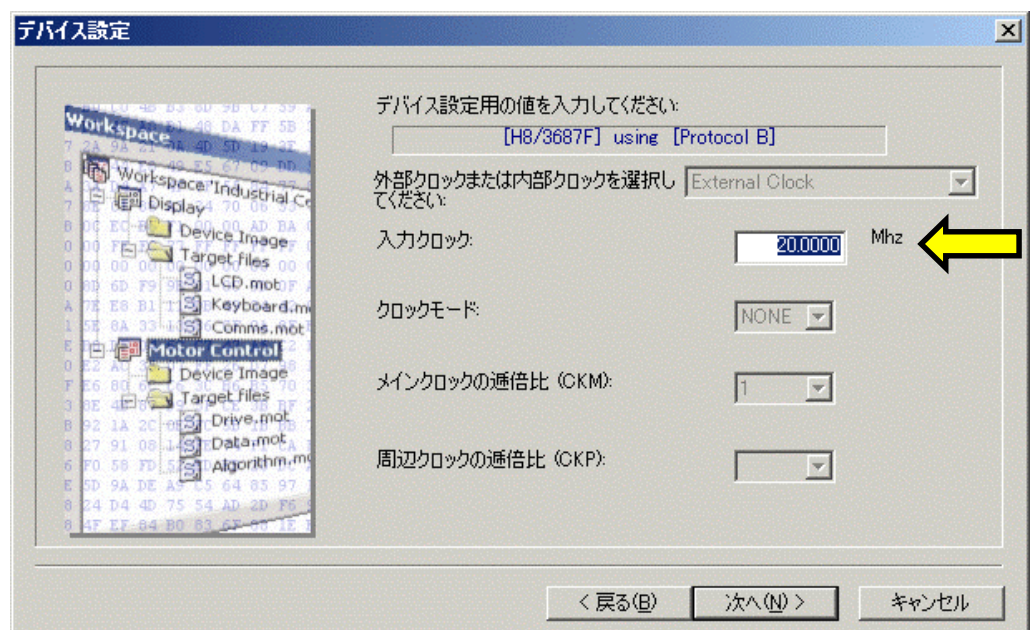 デバイス設定
デバイス設定用の値を入力してください:
[H8/3687F] using [Protocol B]
外部クロックまたは内部クロックを選択し
てください:
External Clock
入力クロック:
20.0000
Mhz
クロックモード:
NONE
メインクロックの逓倍比 (CKM):
1
周辺クロックの逓倍比 (CKP):
Workspace
Workspace 'Industrial Ce
Display
Device Image
Target files
LCD.mot
Keyboard.m
Comms.mot
Motor Control
Device Image
Target files
Drive.mot
Data.mot
Algorithm.mo
< 戻る(B)
次へ(N) >
キャンセル